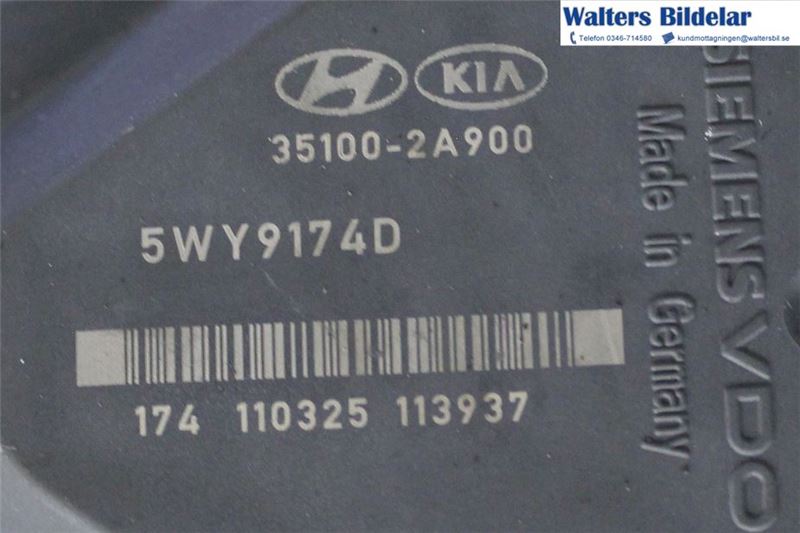 Walters Bildelar
Telefon 0346-714580 kundmottagningen@waltersbil.se
KIA
35100-2A900
5WY9174D
174 110325 113937
SIEMENS VDO
Made in Germany